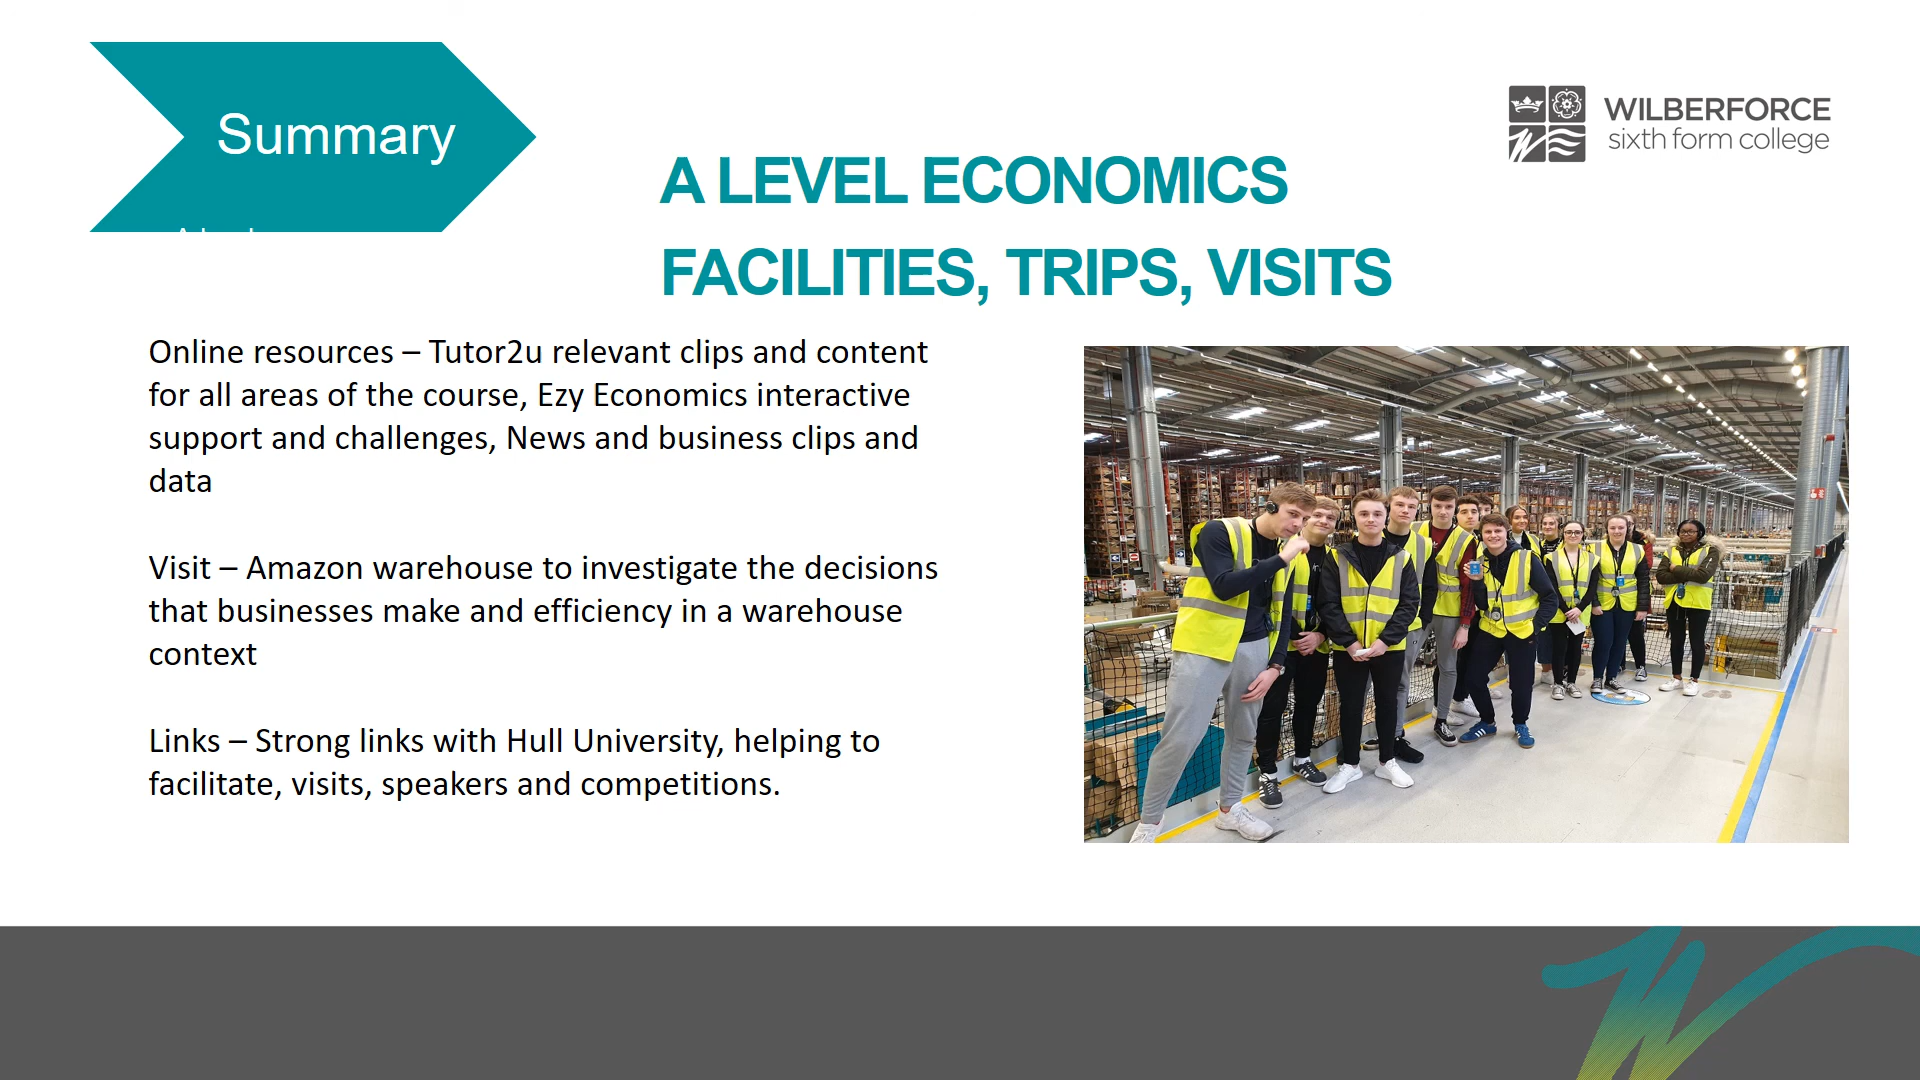 Summary
WILBERFORCE
sixth form college
A LEVEL ECONOMICS
FACILITIES, TRIPS, VISITS
Online resources – Tutor2u relevant clips and content
for all areas of the course, Ezy Economics interactive
support and challenges, News and business clips and
data
Visit – Amazon warehouse to investigate the decisions
that businesses make and efficiency in a warehouse
context
Links – Strong links with Hull University, helping to
facilitate, visits, speakers and competitions.